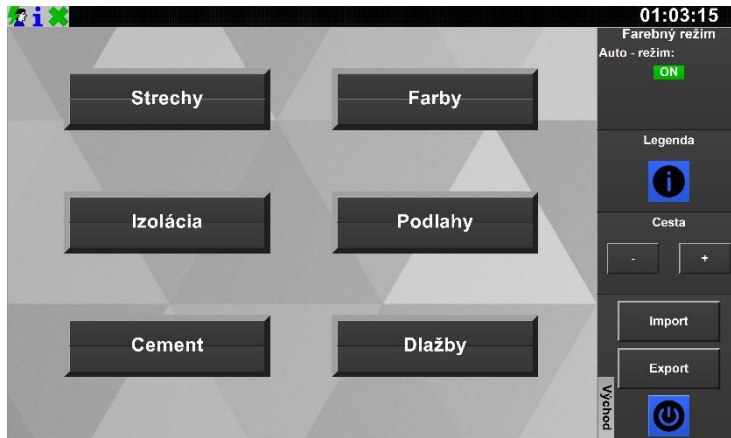 i
01:03:15
Farebný režim
Auto - režim:
ON
Strechy
Farby
Legenda
i
Izolácia
Podlahy
Cesta
- +
Cement
Dlažby
Import
Export
Východ